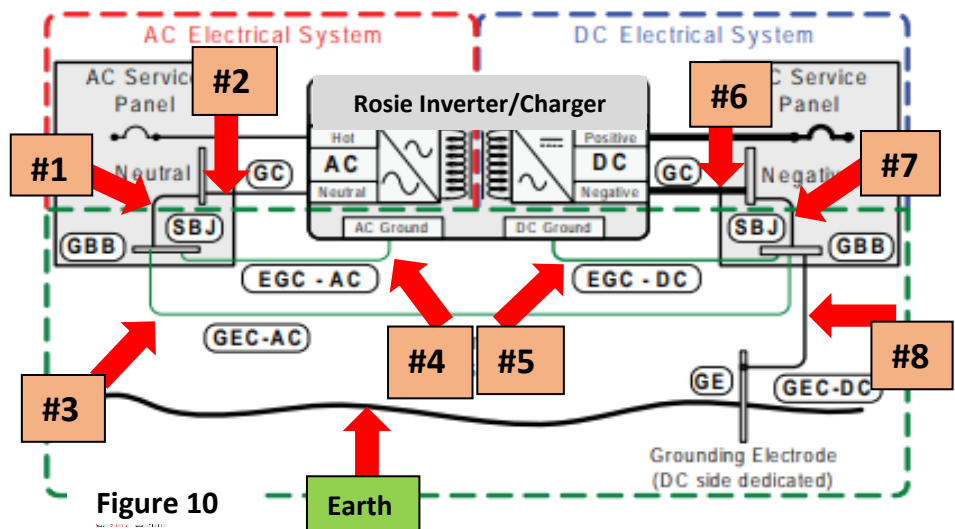 AC Electrical System
DC Electrical System
#2
#6
AC Service
Panel
Rosie Inverter/Charger
C Service
Panel
Hot
AC
Neutral
Positive
DC
Negative
#1
Neutral
GC
GC
Negativ
#7
SBJ
GBB
AC Ground
DC Ground
SBJ
GBB
EGC - AC
EGC - DC
GEC-AC
#4
#5
#8
#3
GE
GEC-DC
Grounding Electrode
(DC side dedicated)
Figure 10
Earth